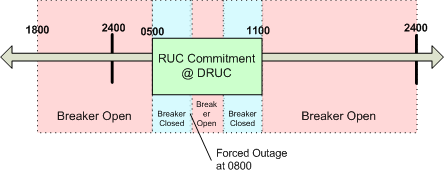 1800
2400
0500
1100
2400
RUC Commitment
@ DRUC
Breaker Open
Breaker
Closed
Break
er
Open
Breaker
Closed
Breaker Open
Forced Outage
at 0800